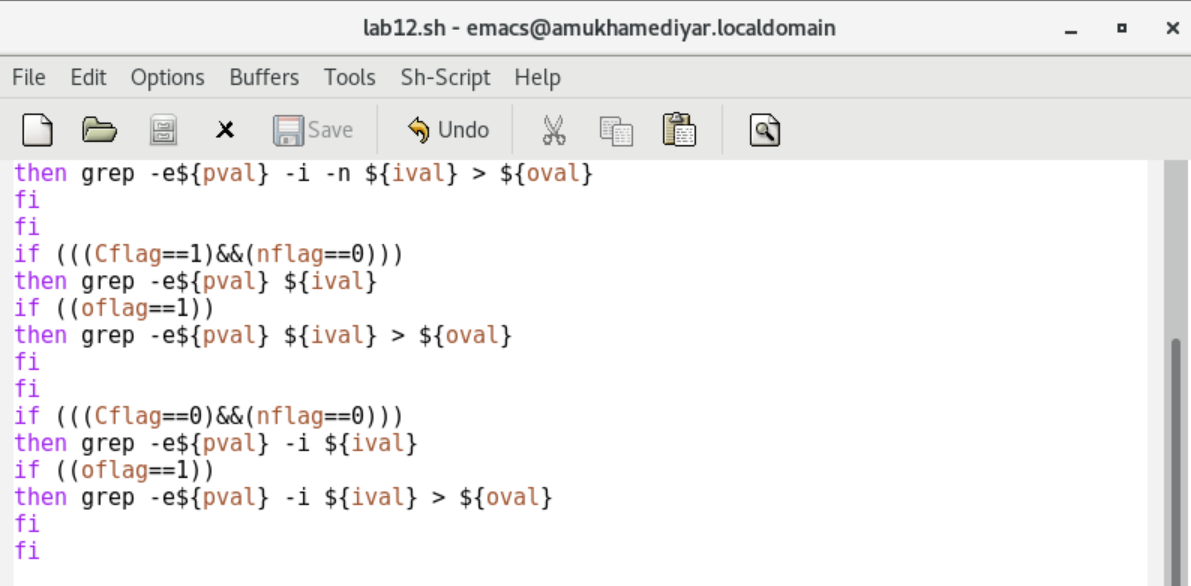 lab12.sh - emacs@amukhamediyar.localdomain
File Edit Options Buffers Tools Sh-Script Help
Save Undo
then grep -e${pval} -i -n ${ival} > ${oval}
fi
fi
if (((Cflag==1)&&(nflag==0)))
then grep -e${pval} ${ival}
if ((oflag==1))
then grep -e${pval} ${ival} > ${oval}
fi
fi
if (((Cflag==0)&&(nflag==0)))
then grep -e${pval} -i ${ival}
if ((oflag==1))
then grep -e${pval} -i ${ival} > ${oval}
fi
fi